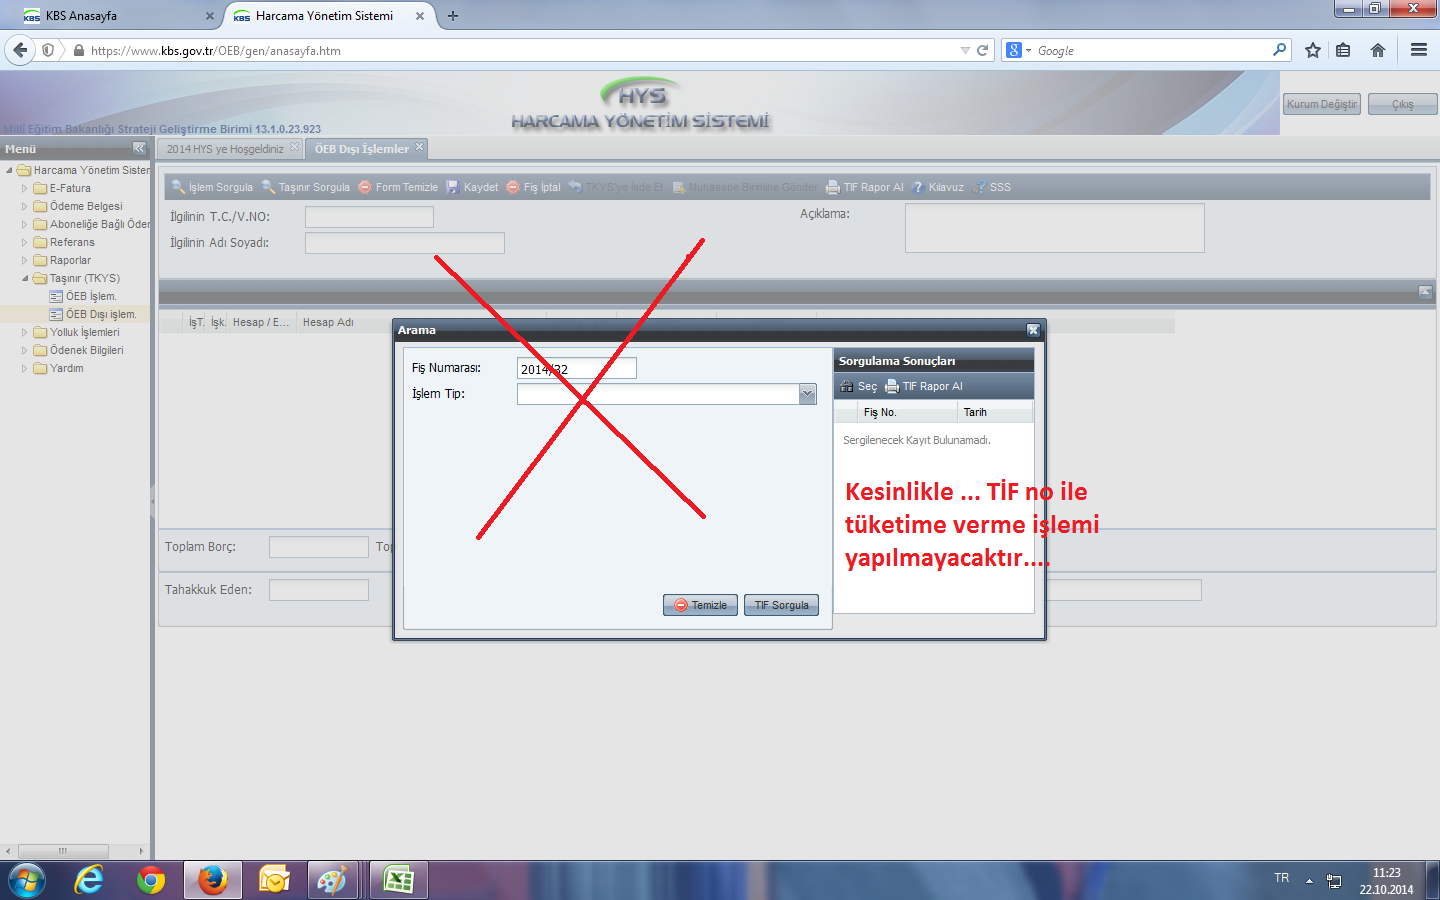 KBS Anasayfa
Harcama Yönetim Sistemi
https://www.kbs.gov.tr/OEB/gen/anasayfa.htm
Google
HYS
HARCAMA YÖNETİM SİSTEMİ
Milli Eğitim Bakanlığı Strateji Geliştirme Birimi 13.1.0.23.923
Kurum Değiştir
Çıkış
Menü
2014 HYS ye Hoşgeldiniz
ÖEB Dışı İşlemler
Harcama Yönetim Sister
E-Fatura
Ödeme Belgesi
Aboneliğe Bağlı Öder
Referans
Raporlar
Taşınır (TKYS)
ÖEB İşlem.
ÖEB Dışı işlem.
Yolluk İşlemleri
Ödenek Bilgileri
Yardım
İşlem Sorgula
Taşınır Sorgula
Form Temizle
Kaydet
Fiş İptal
TKYS'ye İade Et
Muhasebe Birimine Gönder
TIF Rapor Al
Kılavuz
SSS
İlgilinin T.C./V.NO:
Açıklama:
İlgilinin Adı Soyadı:
İşT.
İşk.
Hesap / E...
Hesap Adı
Arama
Fiş Numarası:
2014/32
İşlem Tip:
Temizle
TIF Sorgula
Sorgulama Sonuçları
Seç
TIF Rapor Al
Fiş No.
Tarih
Sergilenecek Kayıt Bulunamadı.
Kesinlikle ... TİF no ile
tüketime verme işlemi
yapılmayacaktır....
Toplam Borç:
Tahakkuk Eden:
TR
11:23
22.10.2014